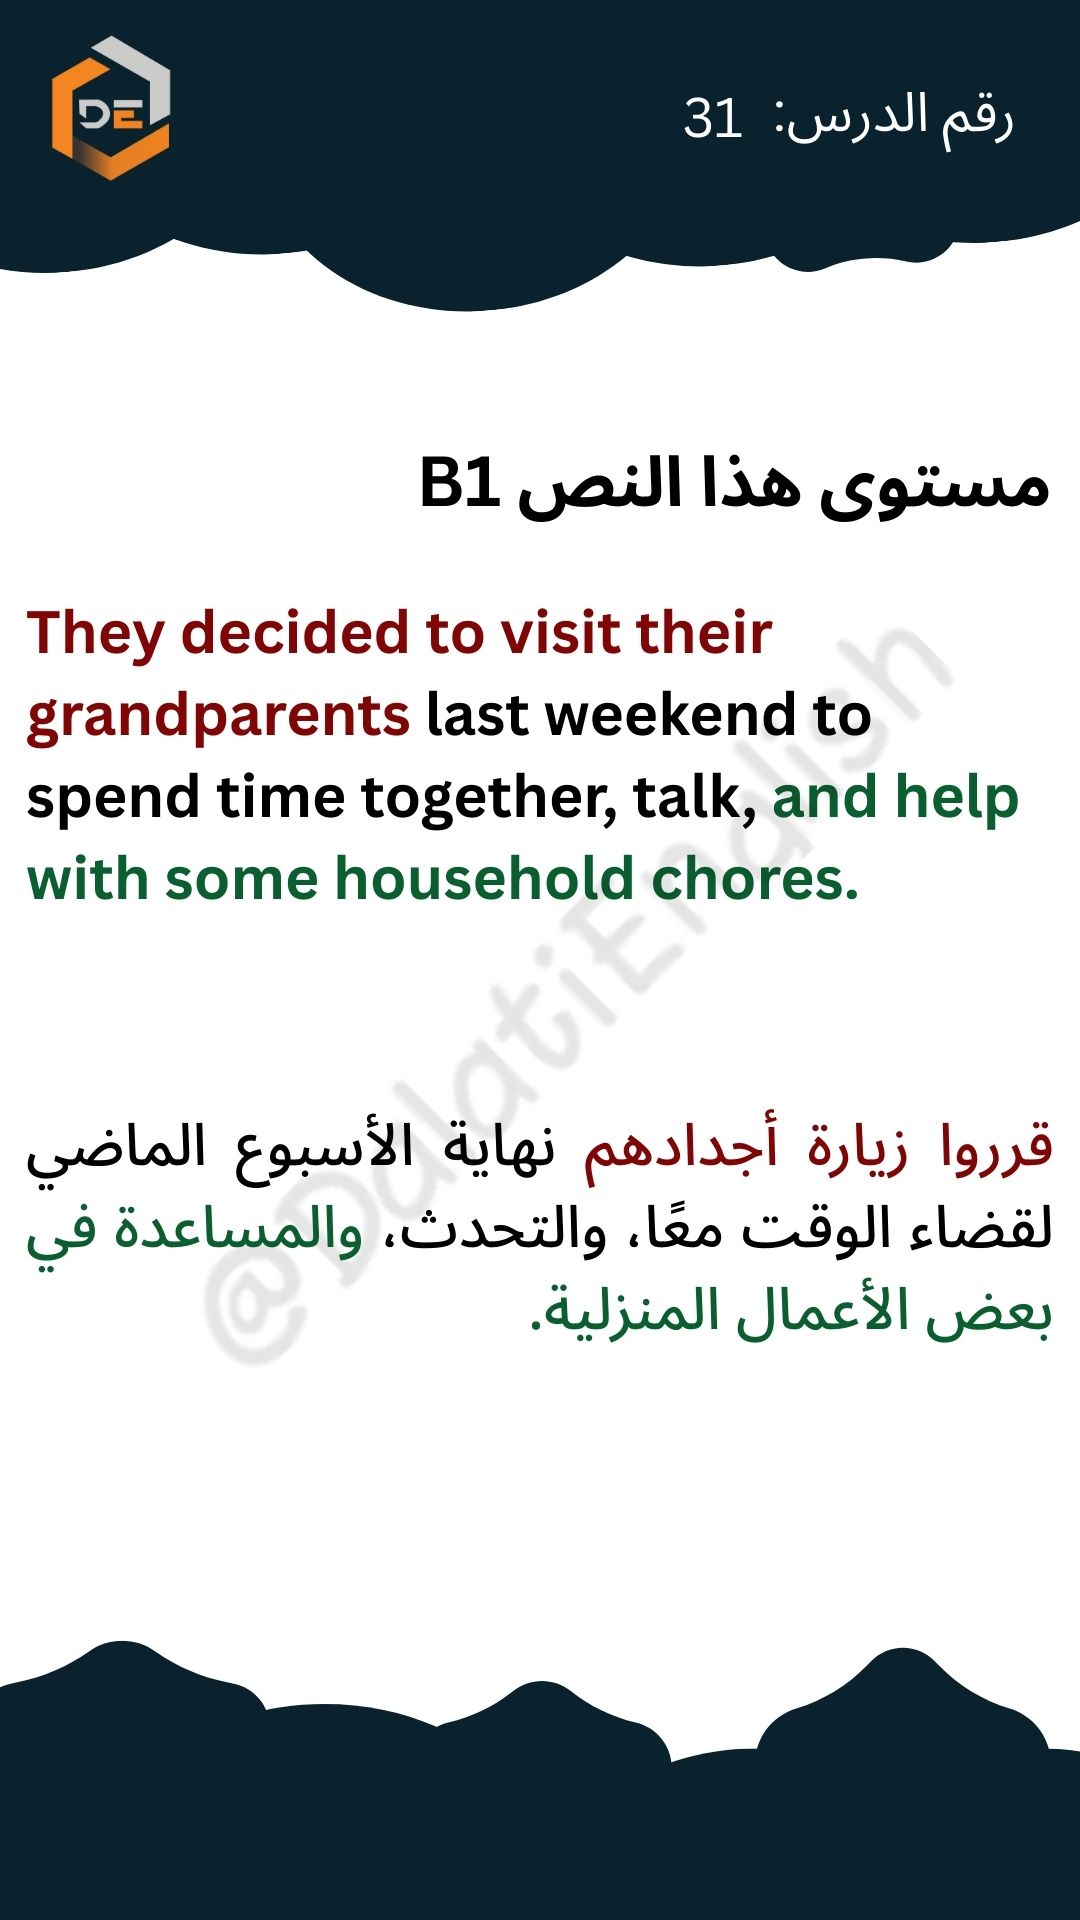 DE
رقم الدرس: 31
مستوى هذا النص B1
They decided to visit their
grandparents last weekend to
spend time together, talk, and help
with some household chores.
قرروا زيارة أجدادهم نهاية الأسبوع الماضي
لقضاء الوقت معًا، والتحدث، والمساعدة في
بعض الأعمال المنزلية.
@DalatiEnglish